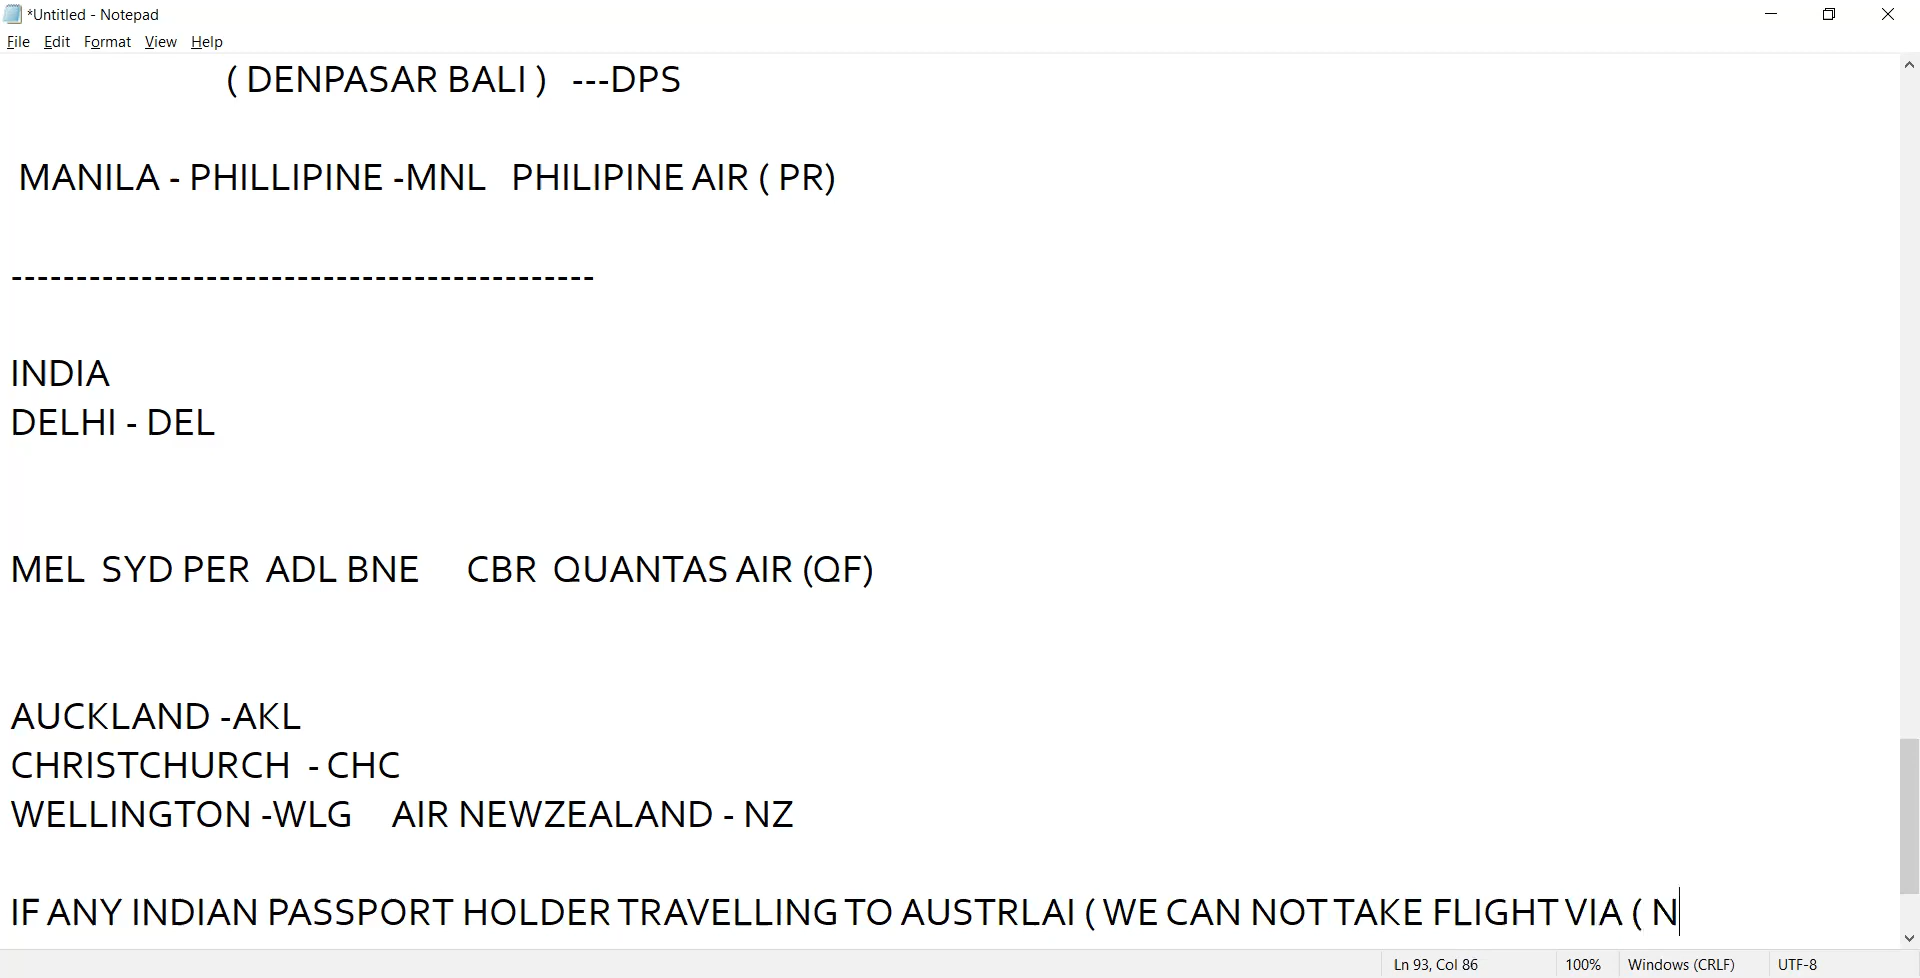 *Untitled - Notepad
File Edit Format View Help
( DENPASAR BALI ) ---DPS
MANILA - PHILLIPINE -MNL PHILIPINE AIR ( PR)
---------------------------------------------
INDIA
DELHI - DEL
MEL SYD PER ADL BNE CBR QUANTAS AIR (QF)
AUCKLAND -AKL
CHRISTCHURCH - CHC
WELLINGTON -WLG AIR NEWZEALAND - NZ
IF ANY INDIAN PASSPORT HOLDER TRAVELLING TO AUSTRLAI ( WE CAN NOT TAKE FLIGHT VIA ( N
Ln 93, Col 86 100% Windows (CRLF) UTF-8